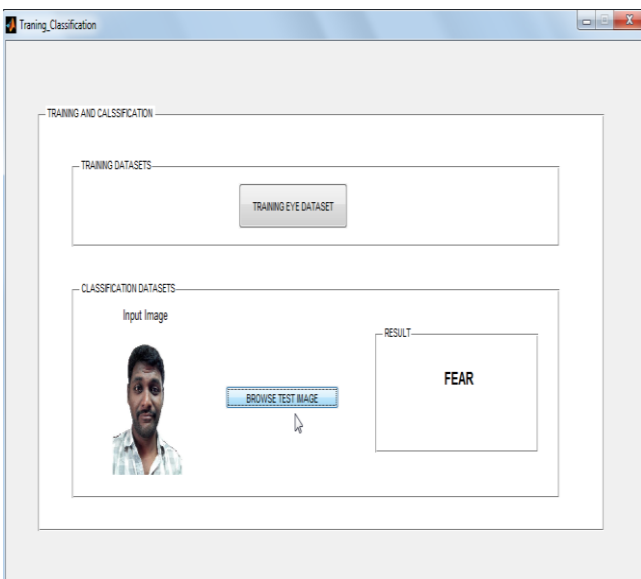 Traning_Classification
TRAINING AND CALSSIFICATION
TRAINING DATASETS
TRAINING EYE DATASET
CLASSIFICATION DATASETS
Input Image
BROWSE TEST IMAGE
RESULT
FEAR